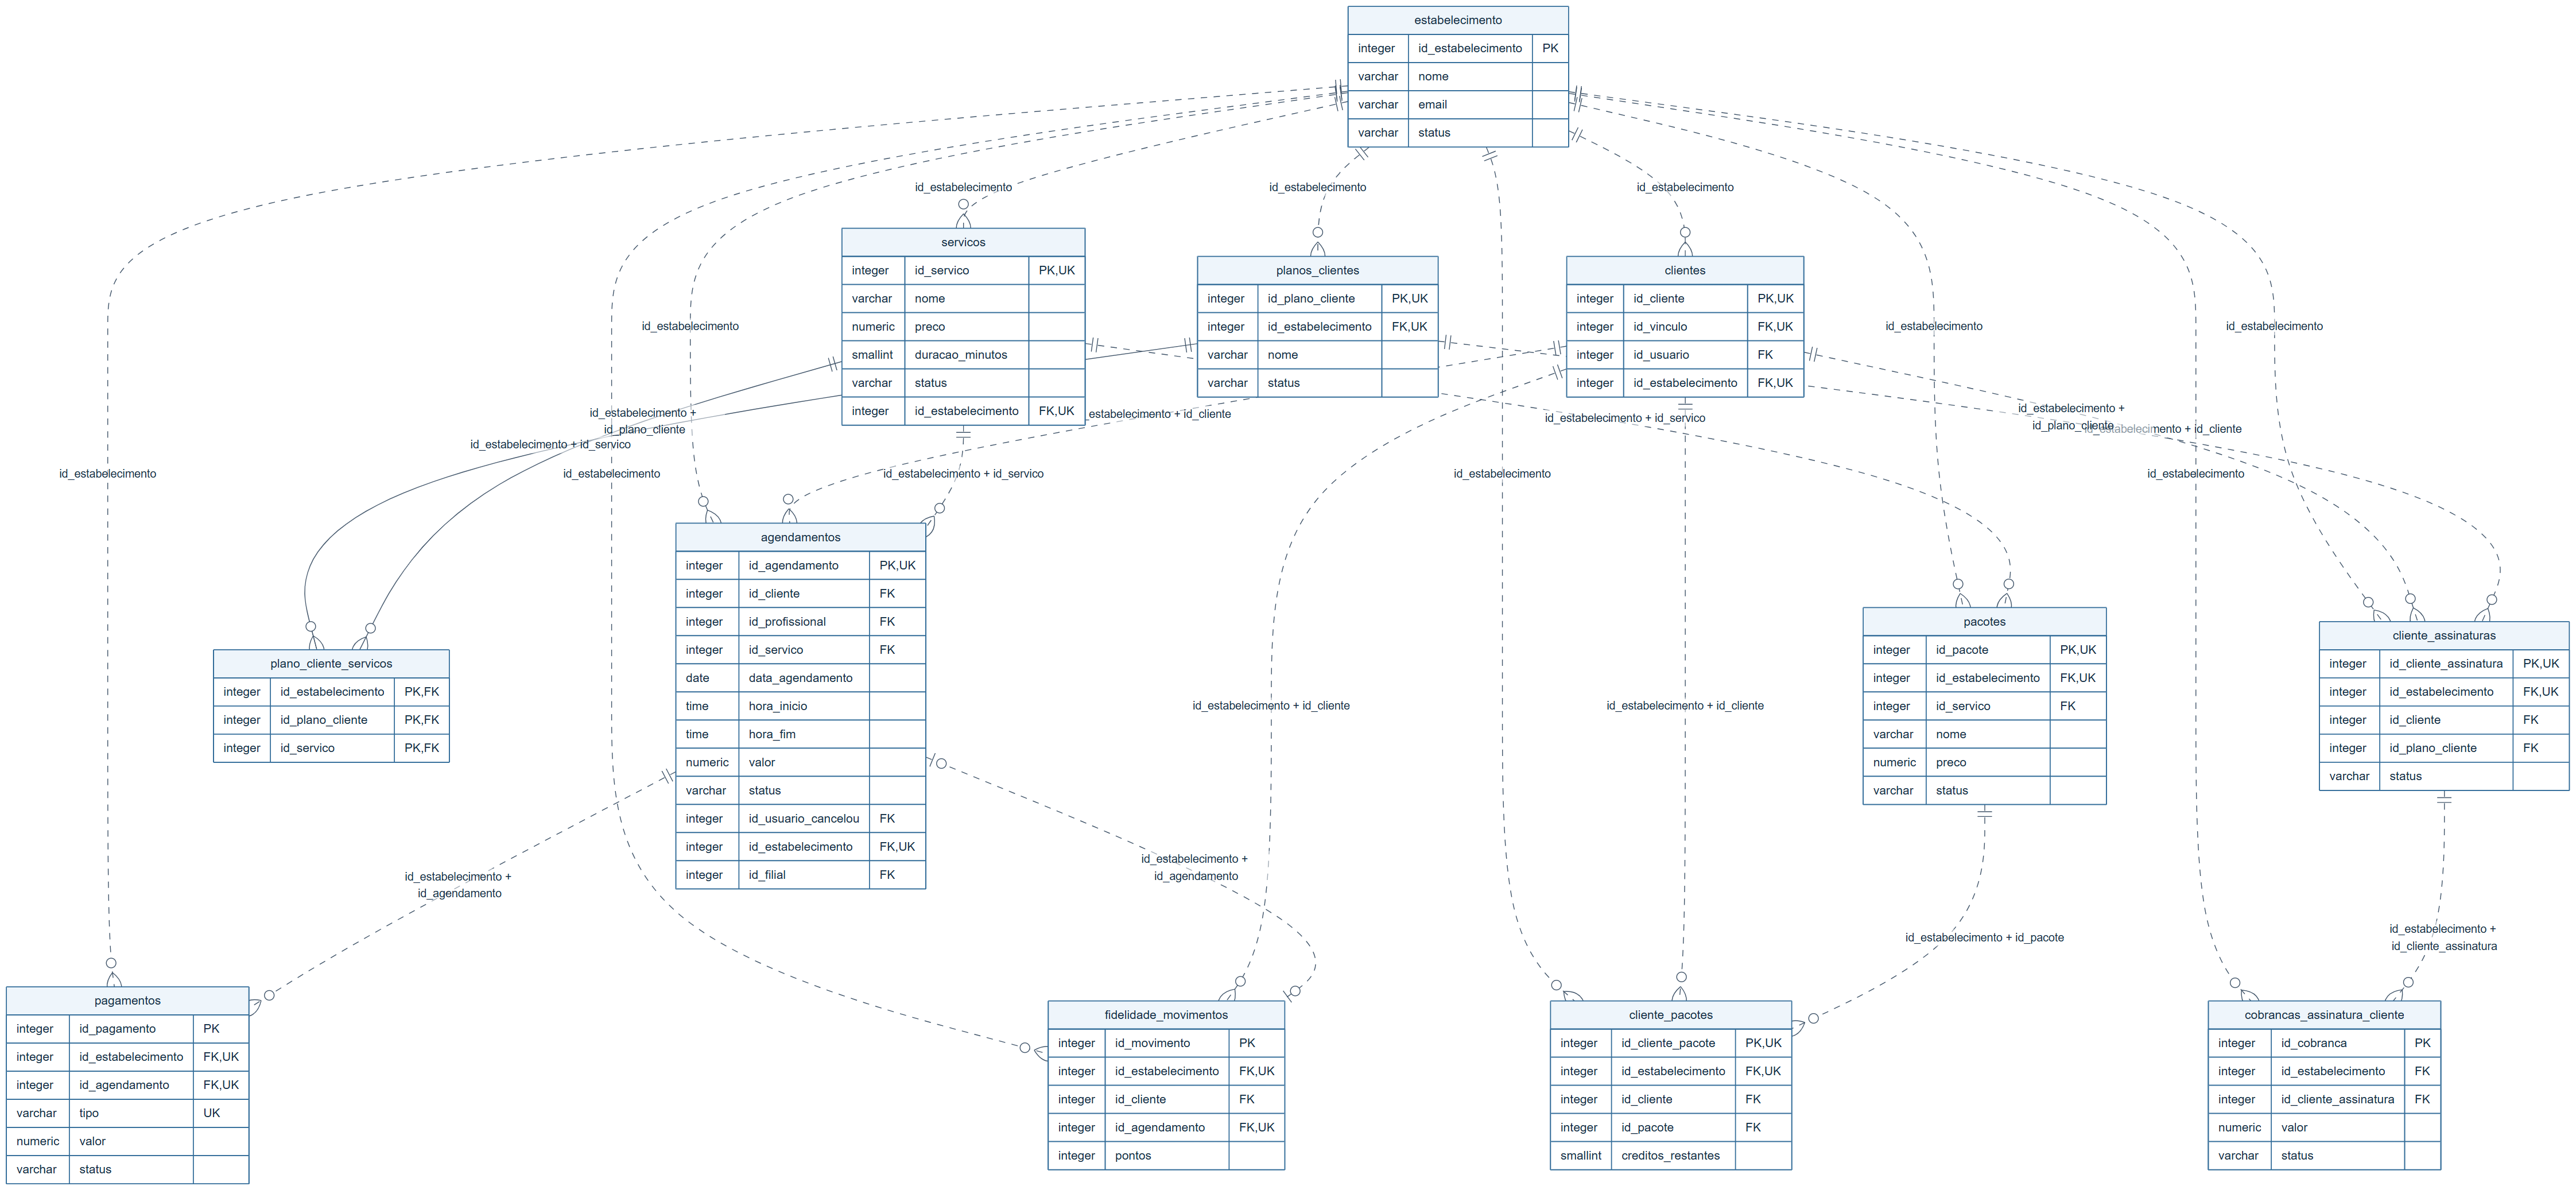 estabelecimento
integer id_estabelecimento PK
varchar nome
varchar email
varchar status
id_estabelecimento
id_estabelecimento
id_estabelecimento
servicos
integer id_servico PK,UK
varchar nome
numeric preco
smallint duracao_minutos
varchar status
integer id_estabelecimento FK,UK
planos_clientes
integer id_plano_cliente PK,UK
integer id_estabelecimento FK,UK
varchar nome
varchar status
clientes
integer id_cliente PK,UK
integer id_vinculo FK,UK
integer id_usuario FK
integer id_estabelecimento FK,UK
id_estabelecimento
id_estabelecimento
id_estabelecimento
id_estabelecimento +
id_plano_cliente
id_estabelecimento + id_servico
estabelecimento + id_cliente
id_estabelecimento + id_servico
id_estabelecimento +
id_plano_cliente
id_estabelecimento + id_cliente
id_estabelecimento
id_estabelecimento
id_estabelecimento + id_servico
id_estabelecimento
id_estabelecimento
agendamentos
integer id_agendamento PK,UK
integer id_cliente FK
integer id_profissional FK
integer id_servico FK
date data_agendamento
time hora_inicio
time hora_fim
numeric valor
varchar status
integer id_usuario_cancelou FK
integer id_estabelecimento FK,UK
integer id_filial FK
plano_cliente_servicos
integer id_estabelecimento PK,FK
integer id_plano_cliente PK,FK
integer id_servico PK,FK
pacotes
integer id_pacote PK,UK
integer id_estabelecimento FK,UK
integer id_servico FK
varchar nome
numeric preco
varchar status
cliente_assinaturas
integer id_cliente_assinatura PK,UK
integer id_estabelecimento FK,UK
integer id_cliente FK
integer id_plano_cliente FK
varchar status
id_estabelecimento + id_cliente
id_estabelecimento + id_cliente
id_estabelecimento +
id_agendamento
id_estabelecimento +
id_agendamento
id_estabelecimento + id_pacote
id_estabelecimento +
id_cliente_assinatura
pagamentos
integer id_pagamento PK
integer id_estabelecimento FK,UK
integer id_agendamento FK,UK
varchar tipo UK
numeric valor
varchar status
fidelidade_movimentos
integer id_movimento PK
integer id_estabelecimento FK,UK
integer id_cliente FK
integer id_agendamento FK,UK
integer pontos
cliente_pacotes
integer id_cliente_pacote PK,UK
integer id_estabelecimento FK,UK
integer id_cliente FK
integer id_pacote FK
smallint creditos_restantes
cobrancas_assinatura_cliente
integer id_cobranca PK
integer id_estabelecimento FK
integer id_cliente_assinatura FK
numeric valor
varchar status